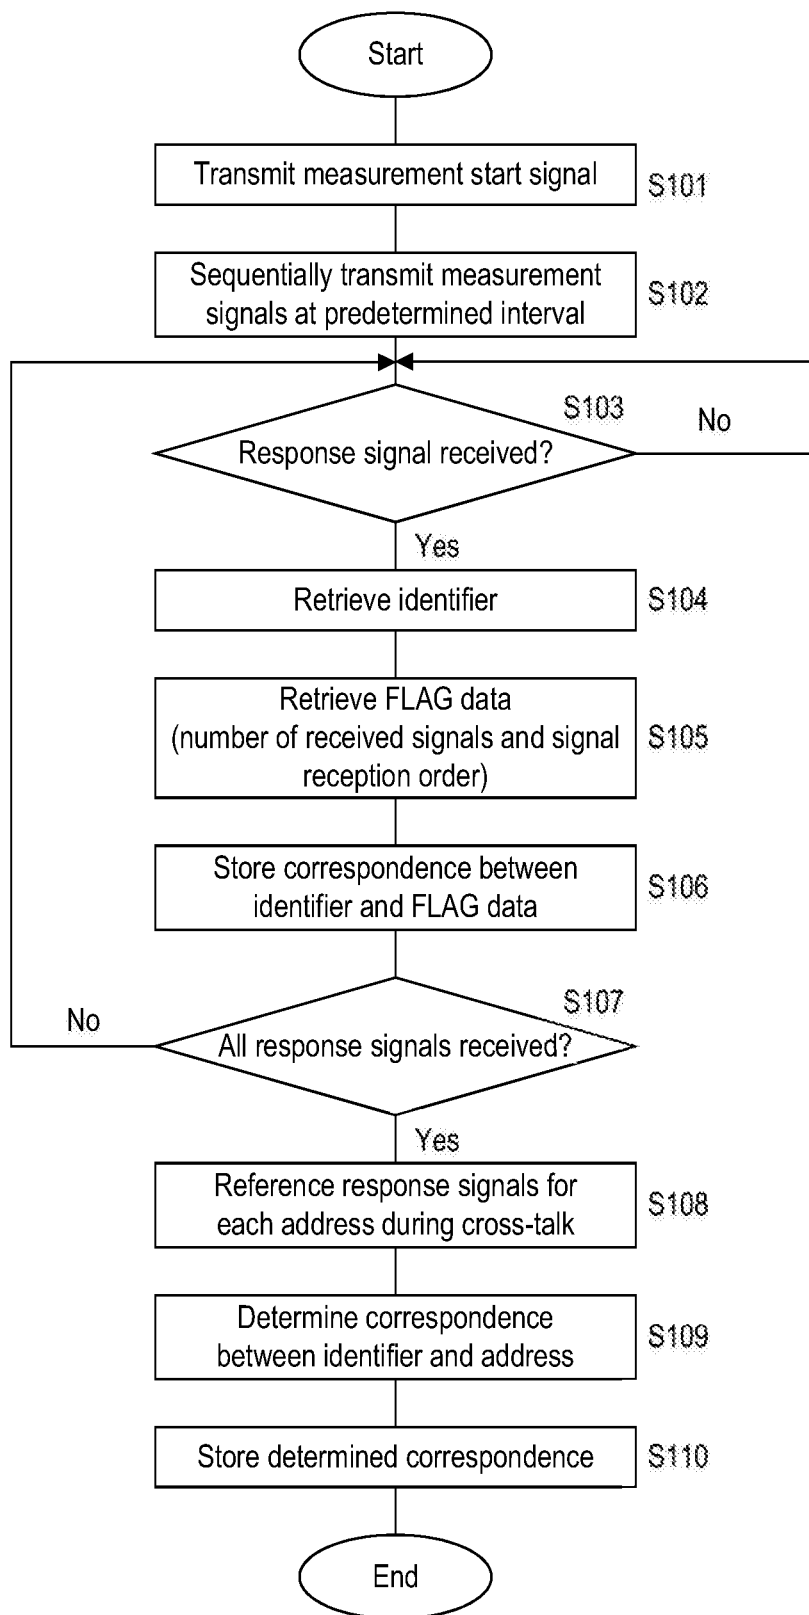 Start
Transmit measurement start signal
S101
Sequentially transmit measurement
signals at predetermined interval
S102
S103
Response signal received?
No
Yes
Retrieve identifier
S104
Retrieve FLAG data
(number of received signals and signal
reception order)
S105
Store correspondence between
identifier and FLAG data
S106
S107
No
All response signals received?
Yes
Reference response signals for
each address during cross-talk
S108
Determine correspondence
between identifier and address
S109
Store determined correspondence
S110
End